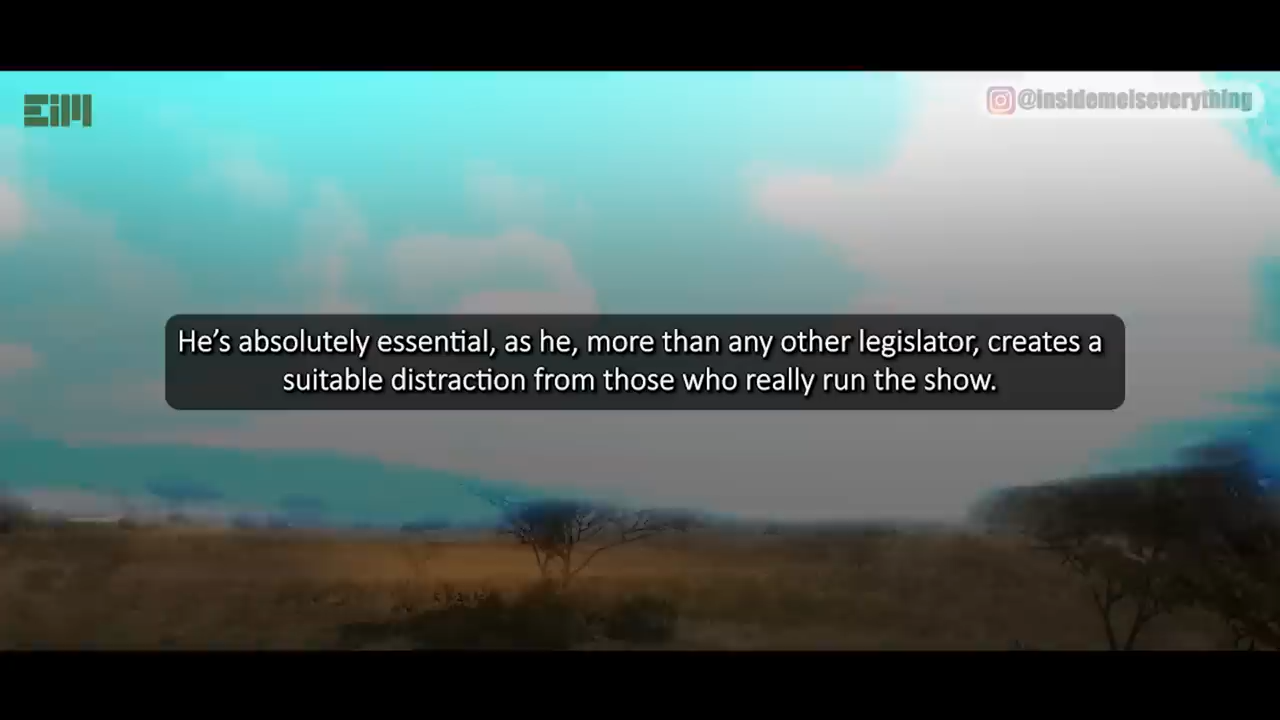 EiM
@insidemeiseverything
He’s absolutely essential, as he, more than any other legislator, creates a
suitable distraction from those who really run the show.